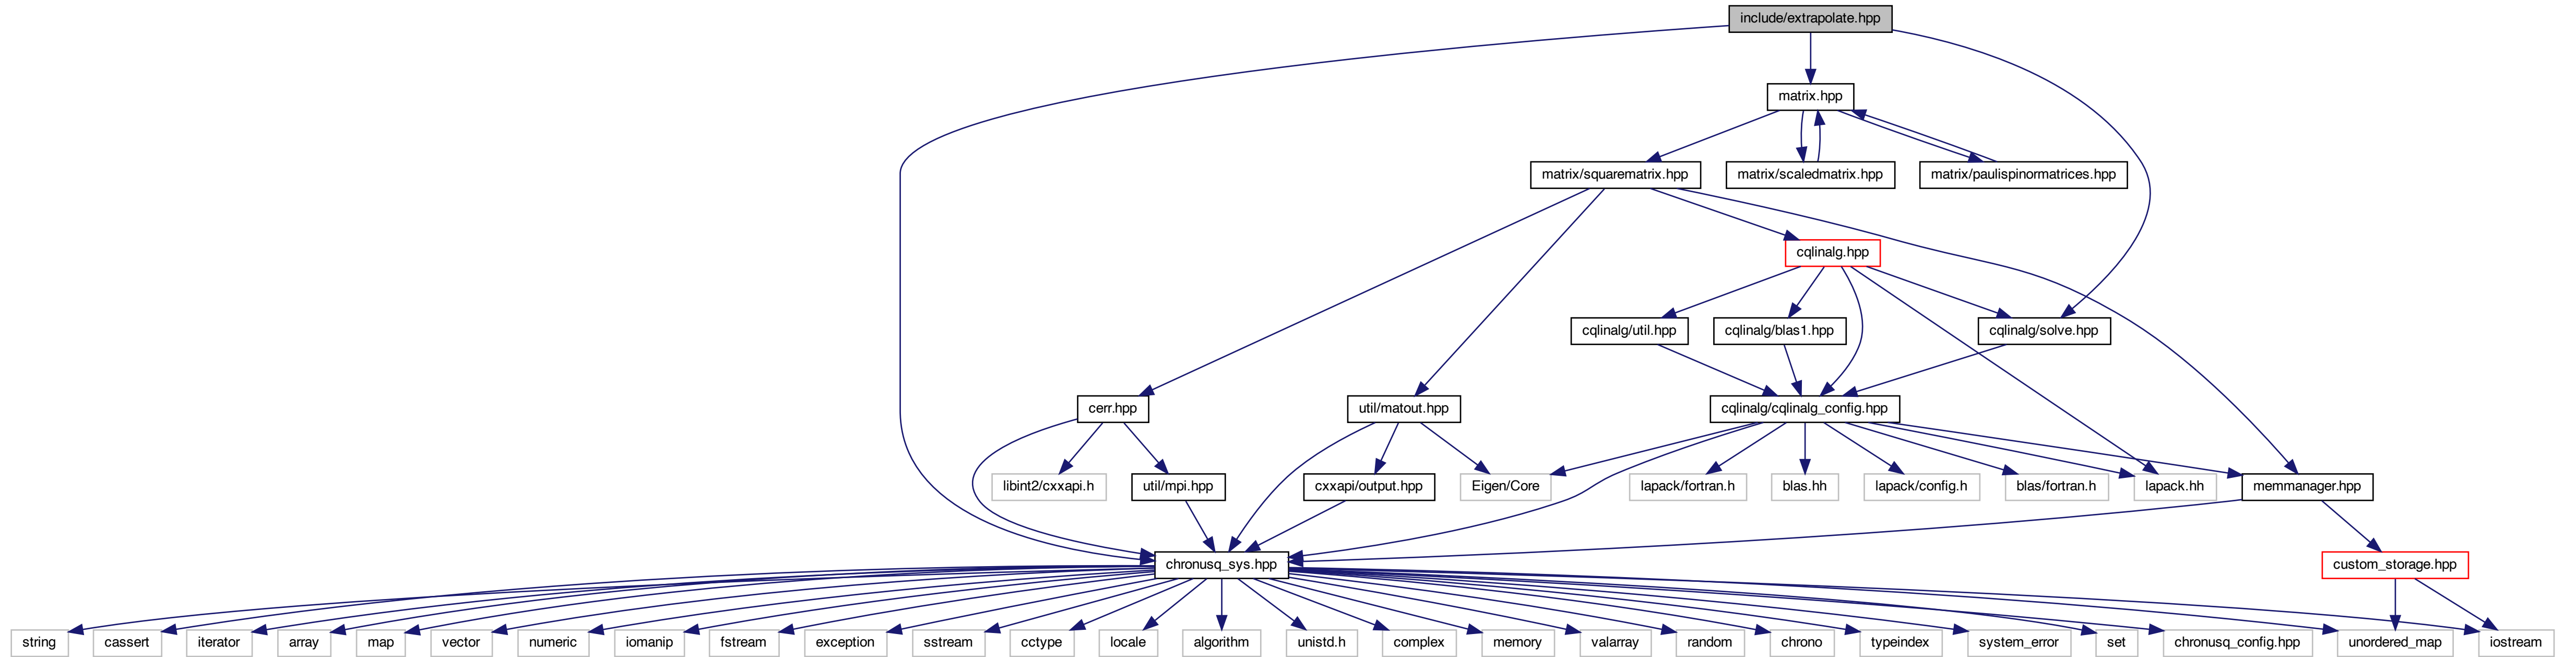 include/extrapolate.hpp
matrix.hpp
matrix/squarematrix.hpp
matrix/scaledmatrix.hpp
matrix/paulispinormatrices.hpp
cqlinalg.hpp
cqlinalg/util.hpp
cqlinalg/blas1.hpp
cqlinalg/solve.hpp
cerr.hpp
util/matout.hpp
cqlinalg/cqlinalg_config.hpp
libint2/cxxapi.h
util/mpi.hpp
cxxapi/output.hpp
Eigen/Core
lapack/fortran.h
blas.hh
lapack/config.h
blas/fortran.h
lapack.hh
memmanager.hpp
chronusq_sys.hpp
custom_storage.hpp
string
cassert
iterator
array
map
vector
numeric
iomanip
fstream
exception
sstream
cctype
locale
algorithm
unistd.h
complex
memory
valarray
random
chrono
typeindex
system_error
set
chronusq_config.hpp
unordered_map
iostream